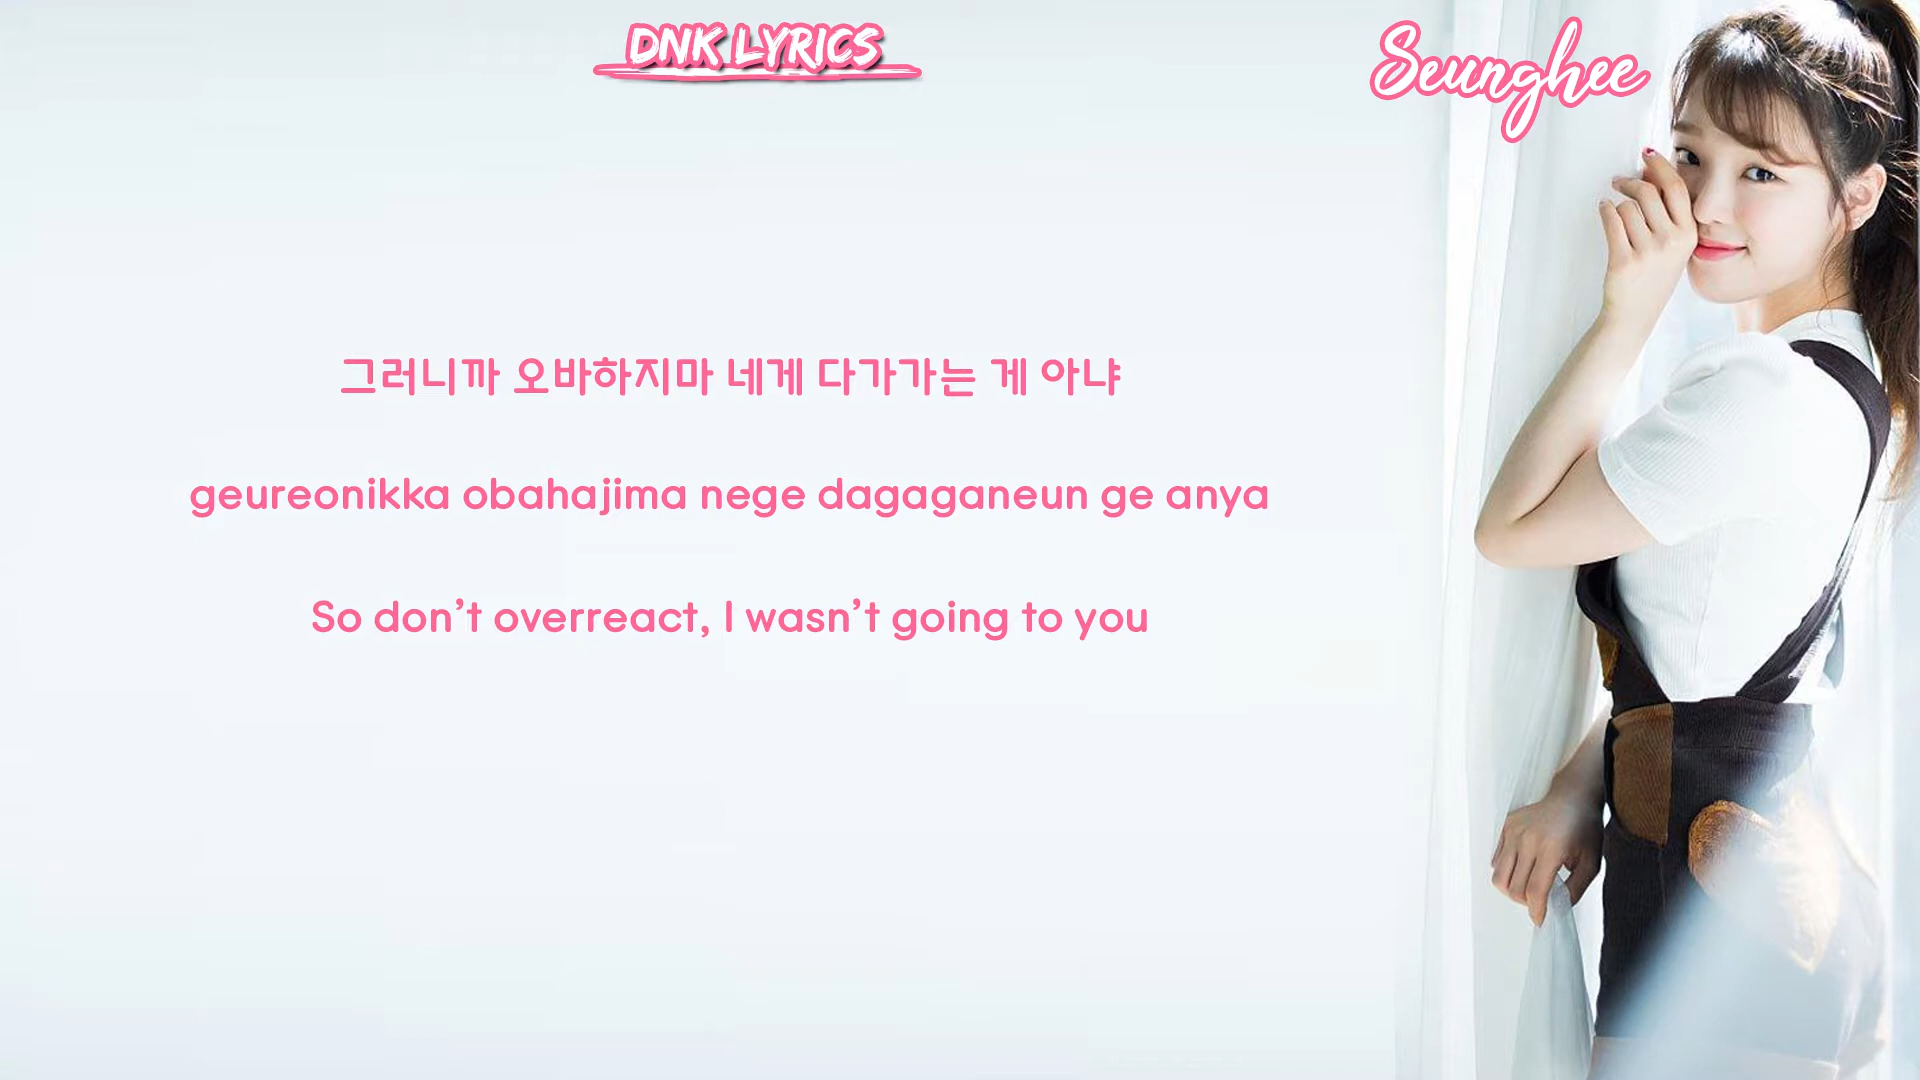 DNK LYRICS
Seunghee
그러니까 오바하지마 네게 다가가는 게 아냐
geureonikka obahajima nege dagaganeun ge anya
So don’t overreact, I wasn’t going to you